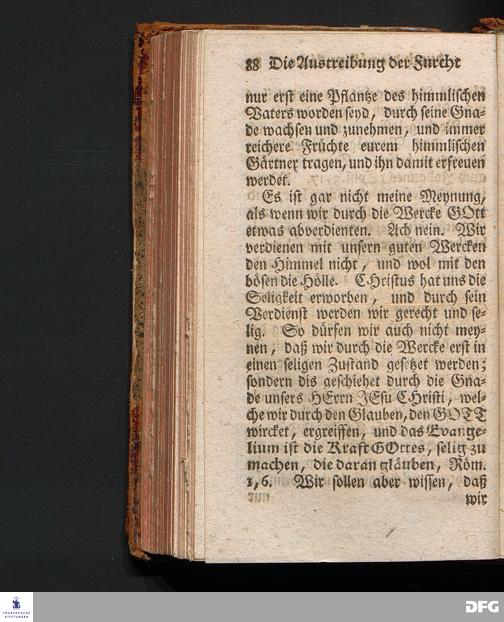 88 Die Austreibung der Furcht
nur erst eine Pflantze des himmlischen
Vaters worden seyd, durch seine Gna-
de wachsen und zunehmen, und immer
reichere Früchte eurem himmlischen
Gärtner tragen, und ihn damit erfreuen
werdet.
Es ist gar nicht meine Meynung,
als wenn wir durch die Wercke GOtt
etwas abverdienten. Ach nein. Wir
verdienen mit unsern guten Wercken
den Himmel nicht, und wol mit den
bösen die Hölle. CHristus hat uns die
Seligkeit erworben, und durch sein
Verdienst werden wir gerecht und se-
lig. So dürfen wir auch nicht mey-
nen, daß wir durch die Wercke erst in
einen seligen Zustand gesetzet werden;
sondern dis geschiehet durch die Gna-
de unsers HErrn JEsu CHristi, wel-
che wir durch den Glauben, den GOTT
wircket, ergreiffen, und das Evange-
lium ist die Kraft GOttes, selig zu
machen, die daran gläuben, Röm.
1, 6. Wir sollen aber wissen, daß
wir
FRANCKESCHE
STIFTUNGEN
DFG